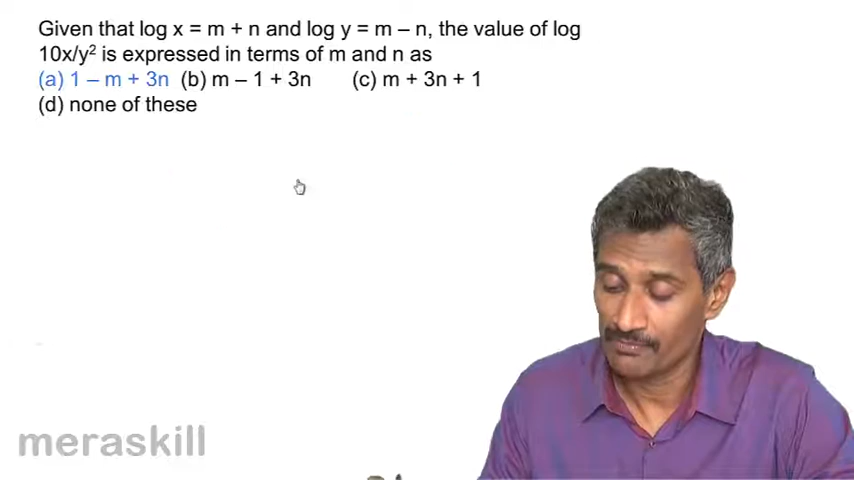 Given that log x = m + n and log y = m – n, the value of log
10x/y² is expressed in terms of m and n as
(a) 1 – m + 3n (b) m – 1 + 3n (c) m + 3n + 1
(d) none of these
meraskill